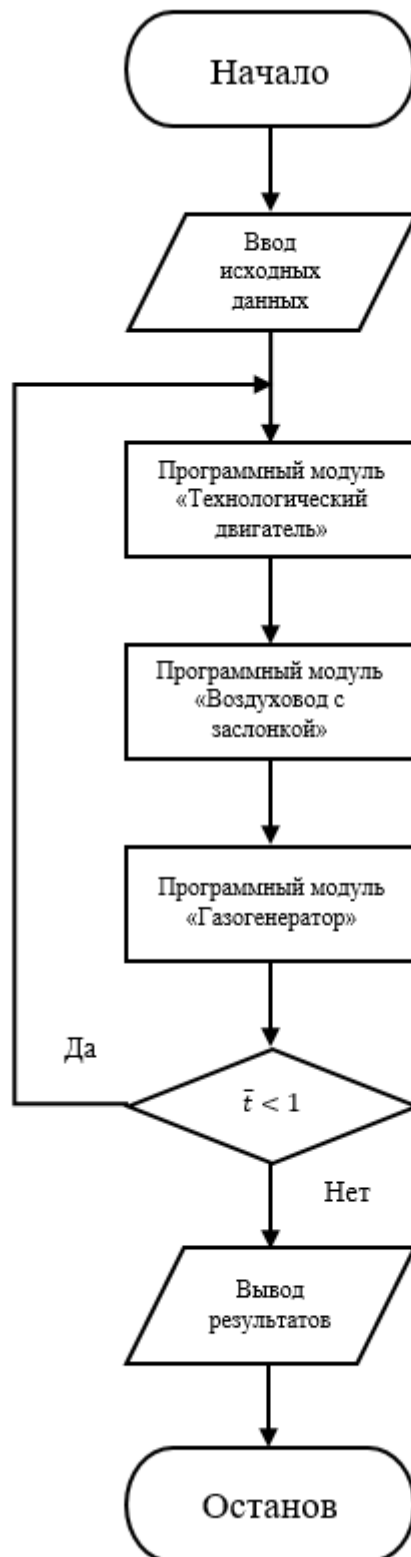 Начало
Ввод
исходных
данных
Программный модуль
«Технологический
двигатель»
Программный модуль
«Воздуховод с
заслонкой»
Программный модуль
«Газогенератор»
Да
t̄ < 1
Нет
Вывод
результатов
Останов